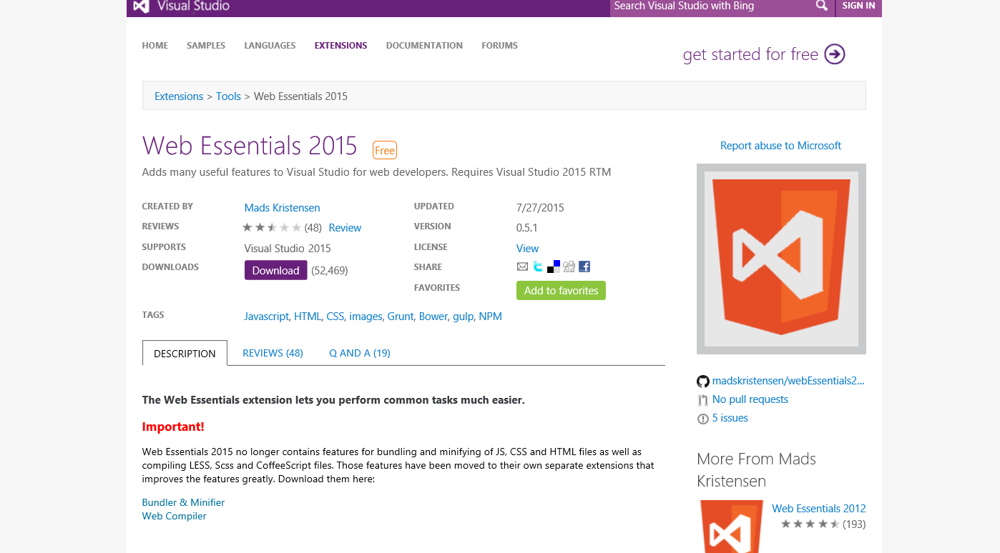 Visual Studio
Search Visual Studio with Bing
SIGN IN
HOME SAMPLES LANGUAGES EXTENSIONS DOCUMENTATION FORUMS
get started for free
Extensions > Tools > Web Essentials 2015
Web Essentials 2015 Free
Adds many useful features to Visual Studio for web developers. Requires Visual Studio 2015 RTM
Report abuse to Microsoft
CREATED BY Mads Kristensen
REVIEWS (48) Review
SUPPORTS Visual Studio 2015
DOWNLOADS Download (52,469)
UPDATED 7/27/2015
VERSION 0.5.1
LICENSE View
SHARE
FAVORITES Add to favorites
TAGS Javascript, HTML, CSS, images, Grunt, Bower, gulp, NPM
DESCRIPTION REVIEWS (48) Q AND A (19)
The Web Essentials extension lets you perform common tasks much easier.
Important!
Web Essentials 2015 no longer contains features for bundling and minifying of JS, CSS and HTML files as well as
compiling LESS, Scss and CoffeeScript files. Those features have been moved to their own separate extensions that
improves the features greatly. Download them here:
Bundler & Minifier
Web Compiler
madskristensen/webEssentials2...
No pull requests
5 issues
More From Mads
Kristensen
Web Essentials 2012
(193)